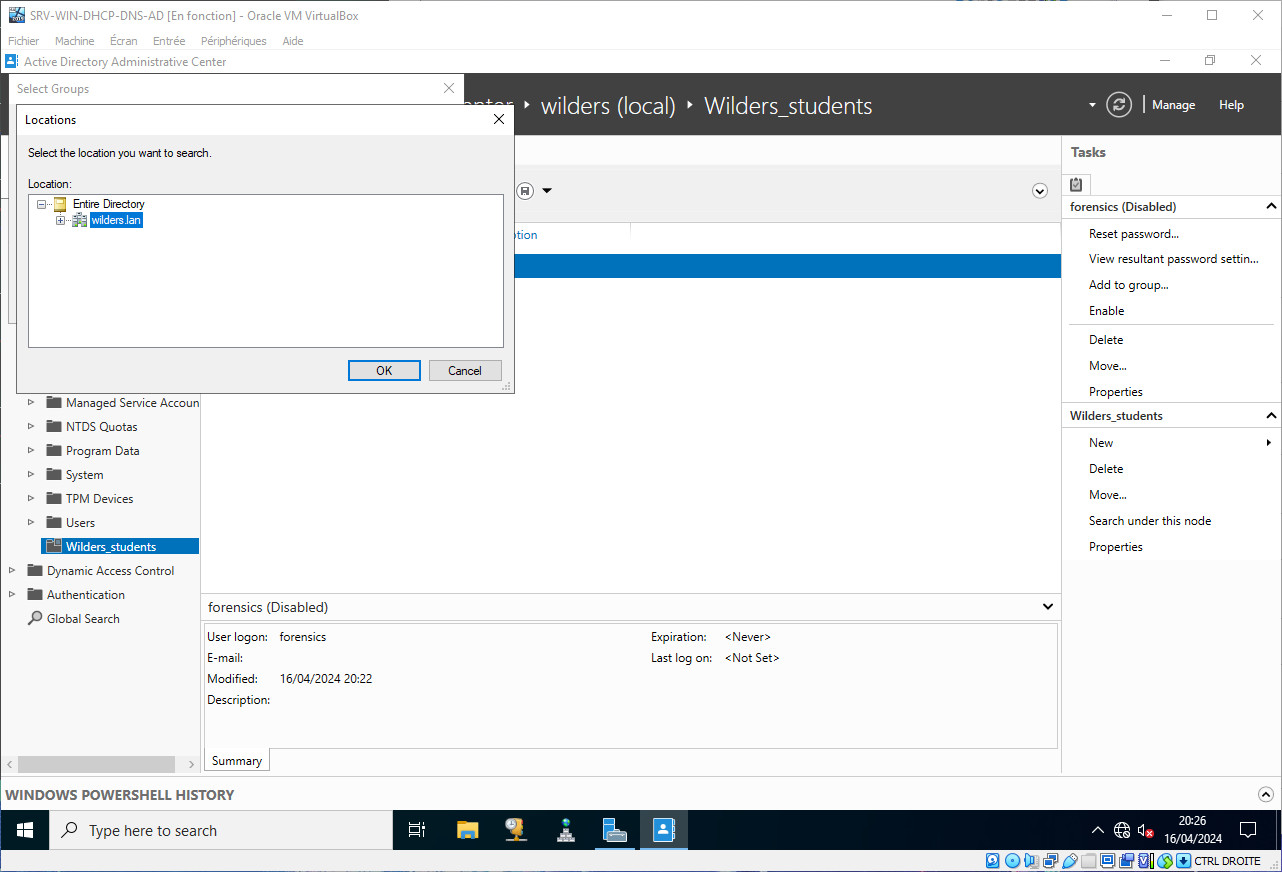 SRV-WIN-DHCP-DNS-AD [En fonction] - Oracle VM VirtualBox
Fichier Machine Écran Entrée Périphériques Aide
Active Directory Administrative Center
Select Groups
wilders (local) Wilders_students
Manage Help
Locations
Select the location you want to search.
Location:
Entire Directory
wilders.lan
OK Cancel
Managed Service Accoun
NTDS Quotas
Program Data
System
TPM Devices
Users
Wilders_students
Dynamic Access Control
Authentication
Global Search
Tasks
forensics (Disabled)
Reset password...
View resultant password settin...
Add to group...
Enable
Delete
Move...
Properties
Wilders_students
New
Delete
Move...
Search under this node
Properties
forensics (Disabled)
User logon: forensics
E-mail:
Modified: 16/04/2024 20:22
Description:
Expiration: <Never>
Last log on: <Not Set>
Summary
WINDOWS POWERSHELL HISTORY
Type here to search
20:26
16/04/2024
CTRL DROITE